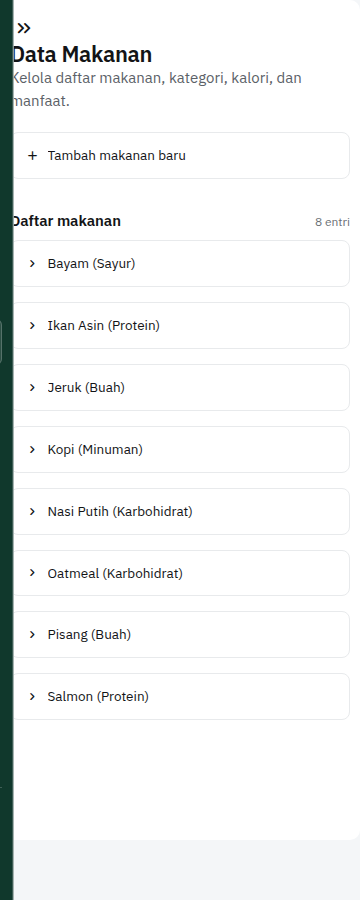 Data Makanan
Kelola daftar makanan, kategori, kalori, dan
manfaat.
Tambah makanan baru
Daftar makanan
8 entri
Bayam (Sayur)
Ikan Asin (Protein)
Jeruk (Buah)
Kopi (Minuman)
Nasi Putih (Karbohidrat)
Oatmeal (Karbohidrat)
Pisang (Buah)
Salmon (Protein)